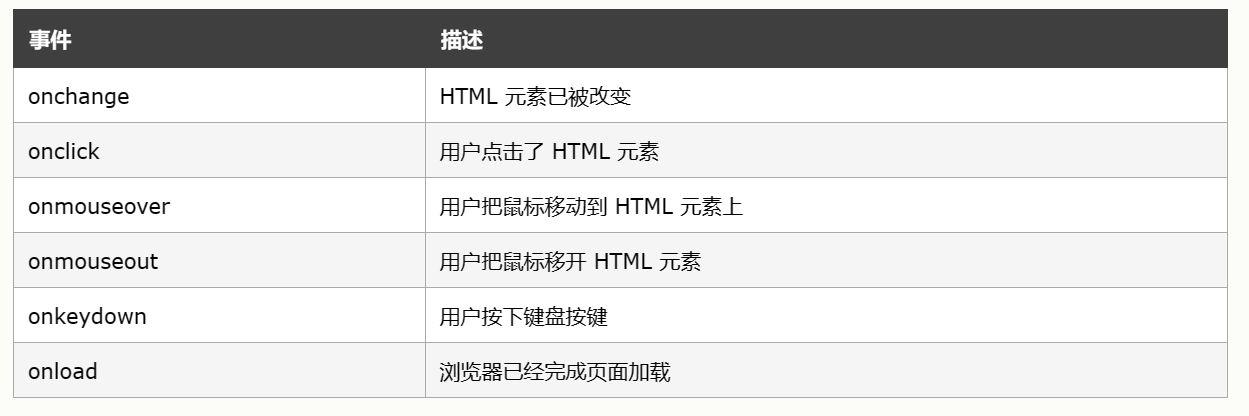 事件 描述
onchange HTML 元素已被改变
onclick 用户点击了 HTML 元素
onmouseover 用户把鼠标移动到 HTML 元素上
onmouseout 用户把鼠标移开 HTML 元素
onkeydown 用户按下键盘按键
onload 浏览器已经完成页面加载